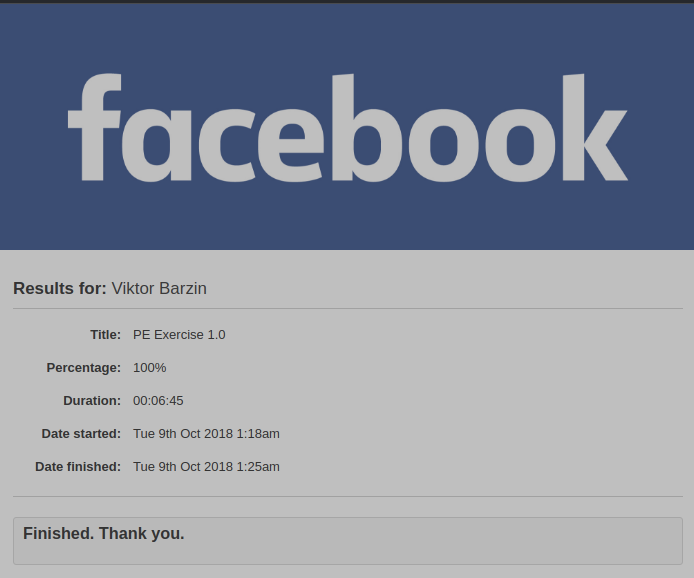 facebook
Results for: Viktor Barzin
Title: PE Exercise 1.0
Percentage: 100%
Duration: 00:06:45
Date started: Tue 9th Oct 2018 1:18am
Date finished: Tue 9th Oct 2018 1:25am
Finished. Thank you.